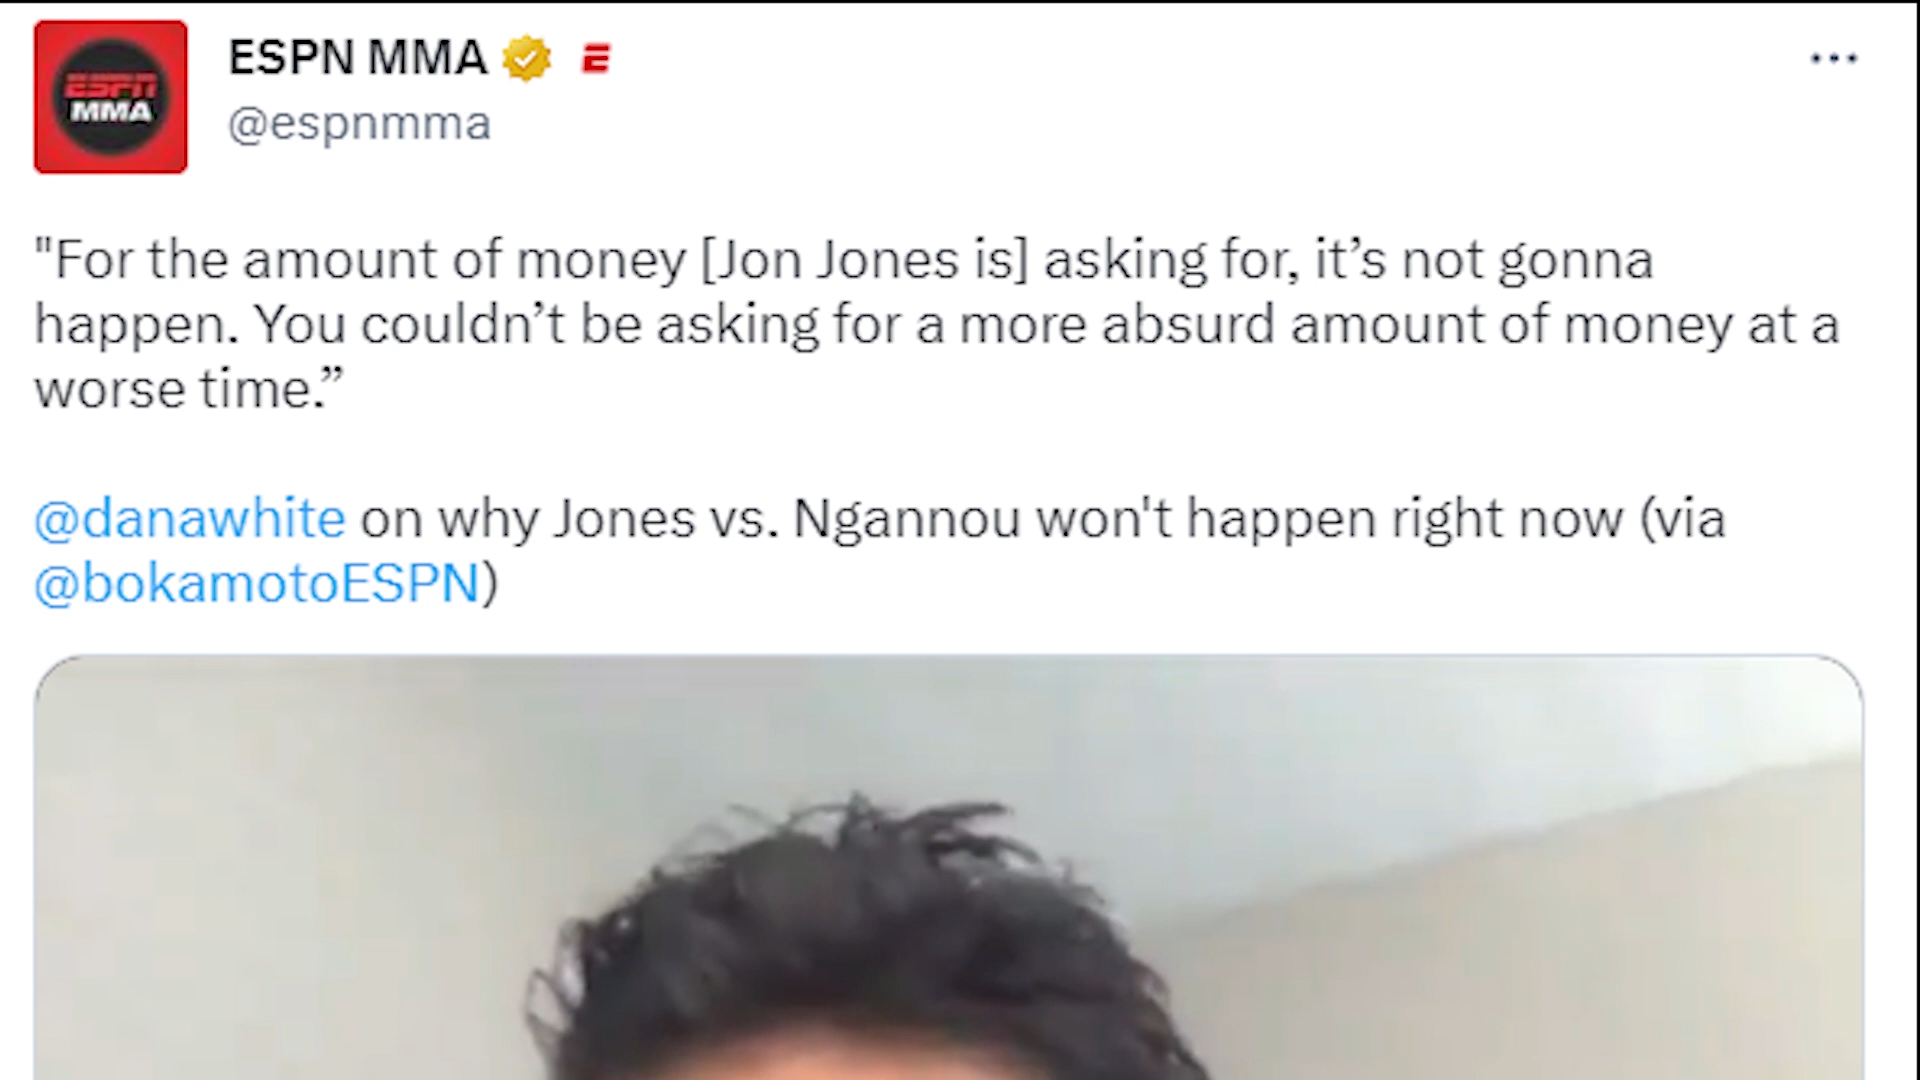 ESPN MMA E
ESPN
MMA
@espnmma
"For the amount of money [Jon Jones is] asking for, it’s not gonna
happen. You couldn’t be asking for a more absurd amount of money at a
worse time.”
@danawhite on why Jones vs. Ngannou won't happen right now (via
@bokamotoESPN)